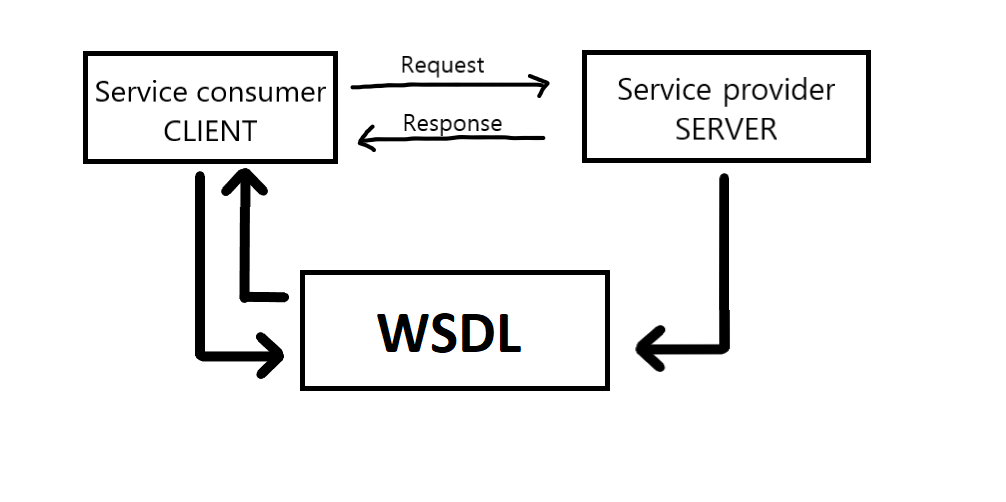 Service consumer
CLIENT
Request
Response
Service provider
SERVER
WSDL